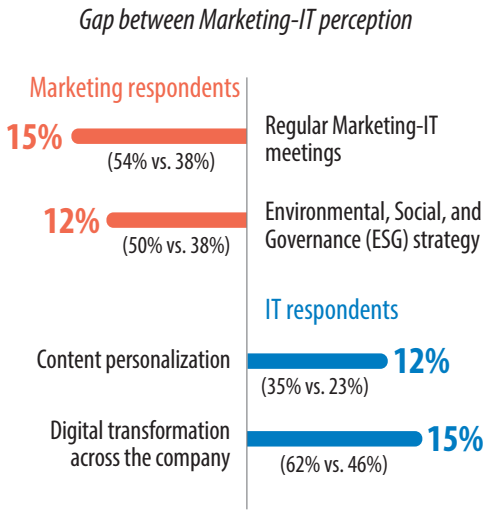 Gap between Marketing-IT perception
Marketing respondents
15%
(54% vs. 38%)
Regular Marketing-IT
meetings
12%
(50% vs. 38%)
Environmental, Social, and
Governance (ESG) strategy
IT respondents
Content personalization
12%
(35% vs. 23%)
Digital transformation
across the company
15%
(62% vs. 46%)